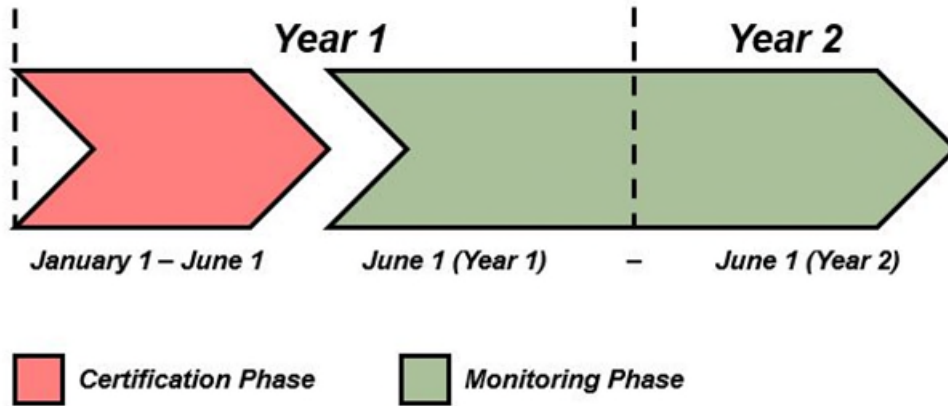 Year 1
Year 2
January 1 – June 1
June 1 (Year 1) – June 1 (Year 2)
Certification Phase
Monitoring Phase